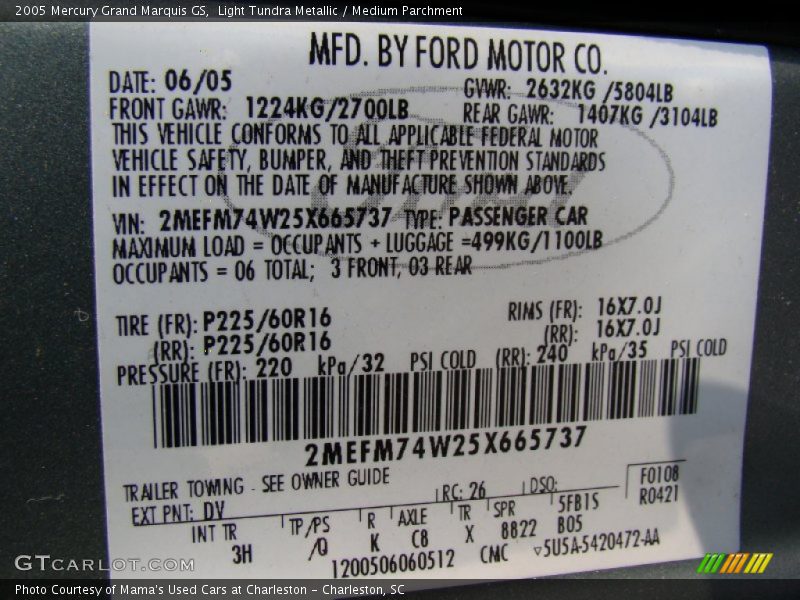 2005 Mercury Grand Marquis GS, Light Tundra Metallic / Medium Parchment
MFD. BY FORD MOTOR CO.
DATE: 06/05 GVWR: 2632KG /5804LB
FRONT GAWR: 1224KG/2700LB REAR GAWR: 1407KG /3104LB
THIS VEHICLE CONFORMS TO ALL APPLICABLE FEDERAL MOTOR
VEHICLE SAFETY, BUMPER, AND THEFT PREVENTION STANDARDS
IN EFFECT ON THE DATE OF MANUFACTURE SHOWN ABOVE.
VIN: 2MEFM74W25X665737 TYPE: PASSENGER CAR
MAXIMUM LOAD = OCCUPANTS + LUGGAGE =499KG/1100LB
OCCUPANTS = 06 TOTAL; 3 FRONT, 03 REAR
TIRE (FR): P225/60R16 RIMS (FR): 16X7.0J
(RR): P225/60R16 (RR): 16X7.0J
PRESSURE (FR): 220 kPa/32 PSI COLD (RR): 240 kPa/35 PSI COLD
2MEFM74W25X665737
TRAILER TOWING - SEE OWNER GUIDE
EXT PNT: DV RC: 26 DSO: F0108
R0421
INT TR TP/PS R AXLE TR SPR 5FB1S
3H /Q K C8 X 8822 B05
1200506060512 CMC ▽5U5A-5420472-AA
GTCARLOT.COM
Photo Courtesy of Mama's Used Cars at Charleston – Charleston, SC